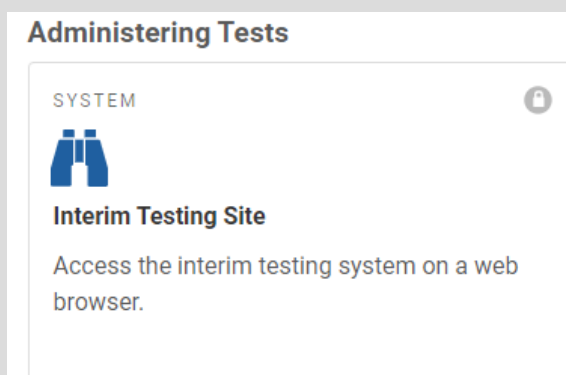 Administering Tests
SYSTEM
Interim Testing Site
Access the interim testing system on a web
browser.